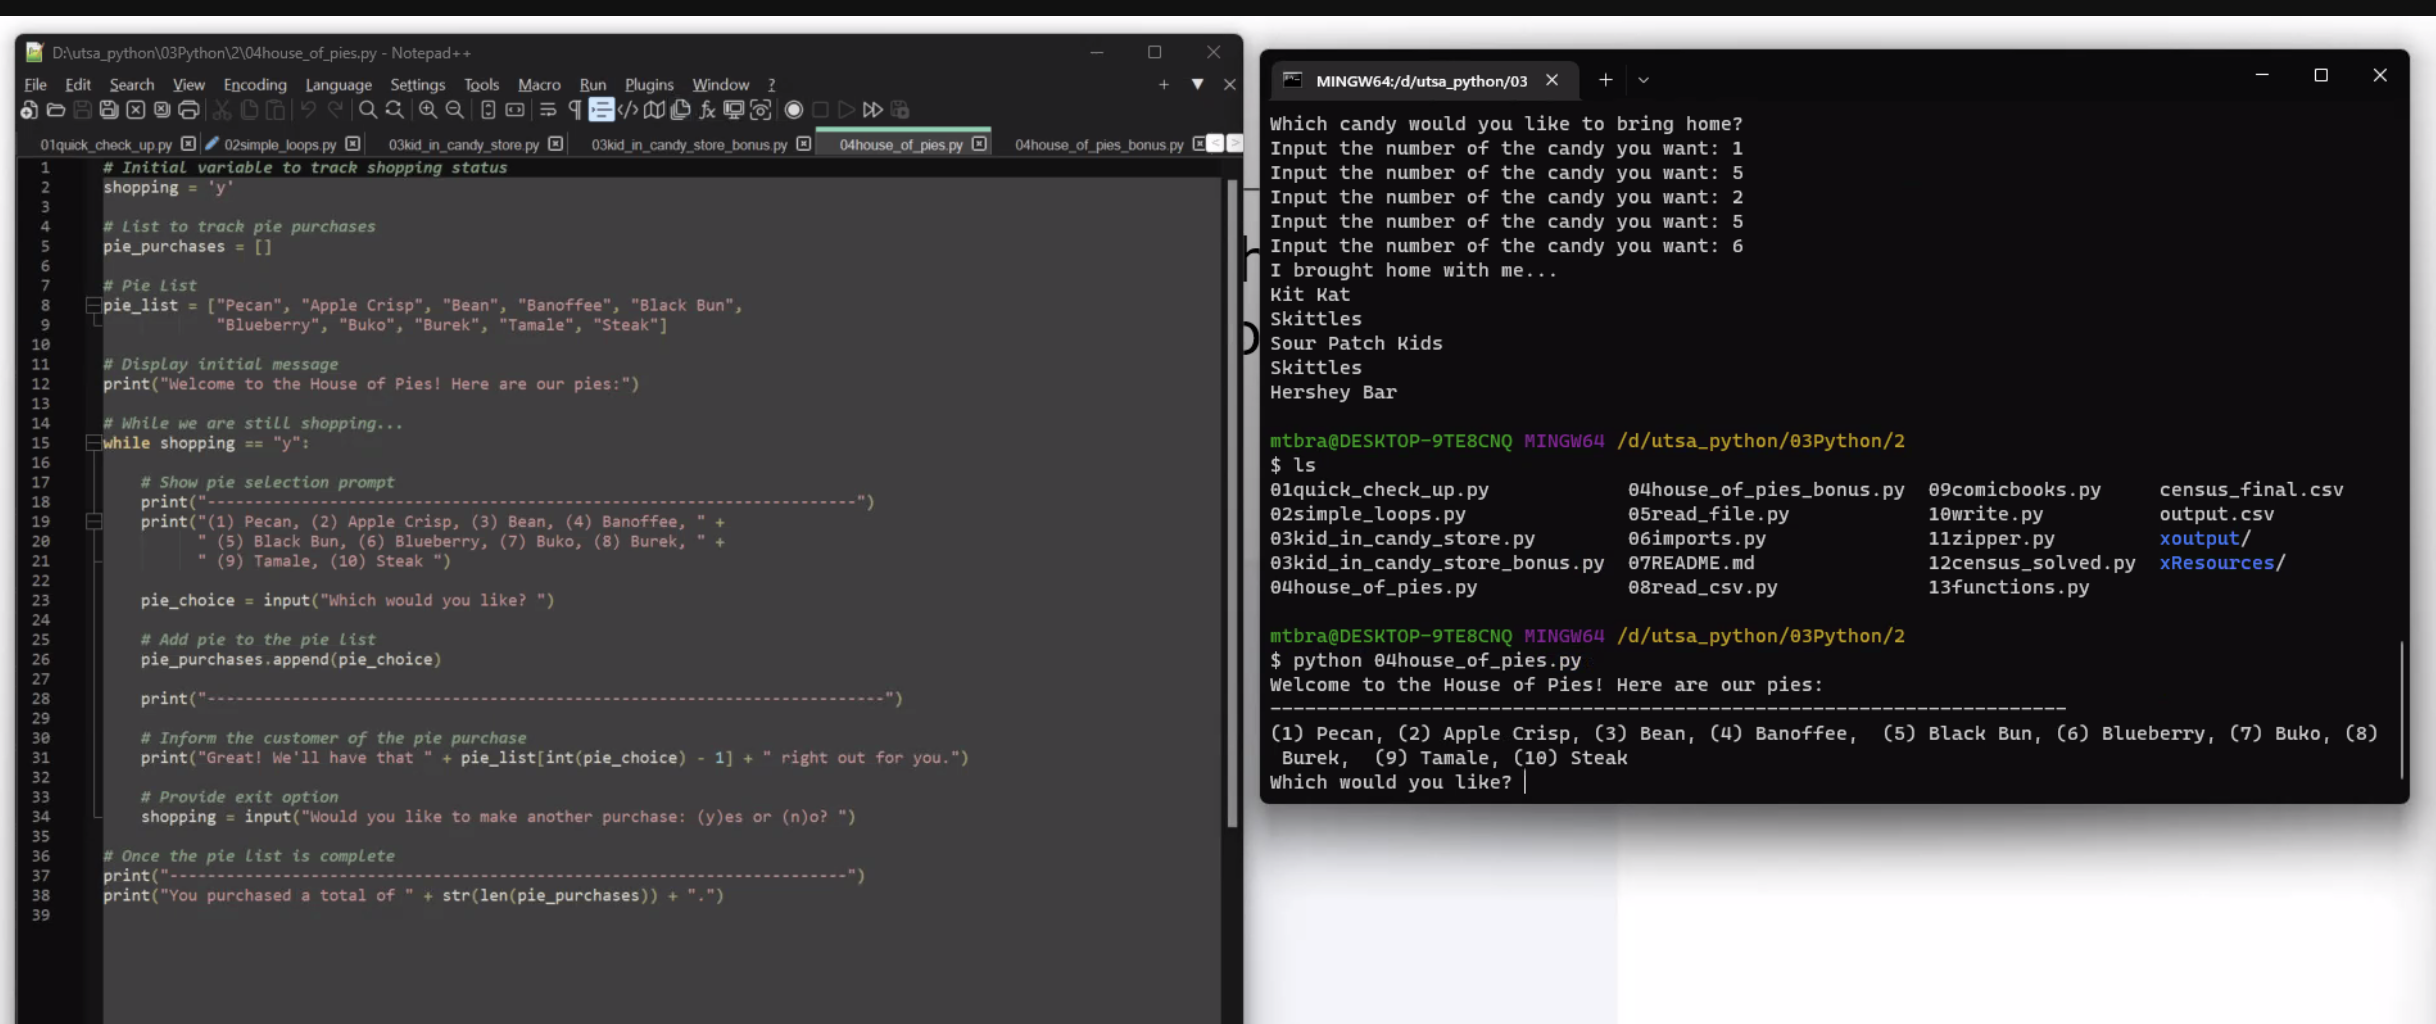 D:\utsa_python\03Python\2\04house_of_pies.py - Notepad++
File Edit Search View Encoding Language Settings Tools Macro Run Plugins Window ?
01quick_check_up.py 02simple_loops.py 03kid_in_candy_store.py 03kid_in_candy_store_bonus.py 04house_of_pies.py 04house_of_pies_bonus.py
1 # Initial variable to track shopping status
2 shopping = 'y'
3
4 # List to track pie purchases
5 pie_purchases = []
6
7 # Pie List
8 pie_list = ["Pecan", "Apple Crisp", "Bean", "Banoffee", "Black Bun",
9 "Blueberry", "Buko", "Burek", "Tamale", "Steak"]
10
11 # Display initial message
12 print("Welcome to the House of Pies! Here are our pies:")
13
14 # While we are still shopping...
15 while shopping == "y":
16
17 # Show pie selection prompt
18 print("---------------------------------------------------------------------")
19 print("(1) Pecan, (2) Apple Crisp, (3) Bean, (4) Banoffee, " +
20 " (5) Black Bun, (6) Blueberry, (7) Buko, (8) Burek, " +
21 " (9) Tamale, (10) Steak ")
22
23 pie_choice = input("Which would you like? ")
24
25 # Add pie to the pie list
26 pie_purchases.append(pie_choice)
27
28 print("------------------------------------------------------------------------")
29
30 # Inform the customer of the pie purchase
31 print("Great! We'll have that " + pie_list[int(pie_choice) - 1] + " right out for you.")
32
33 # Provide exit option
34 shopping = input("Would you like to make another purchase: (y)es or (n)o? ")
35
36 # Once the pie list is complete
37 print("------------------------------------------------------------------------")
38 print("You purchased a total of " + str(len(pie_purchases)) + ".")
39
MINGW64:/d/utsa_python/03
Which candy would you like to bring home?
Input the number of the candy you want: 1
Input the number of the candy you want: 5
Input the number of the candy you want: 2
Input the number of the candy you want: 5
Input the number of the candy you want: 6
I brought home with me...
Kit Kat
Skittles
Sour Patch Kids
Skittles
Hershey Bar
mtbra@DESKTOP-9TE8CNQ MINGW64 /d/utsa_python/03Python/2
$ ls
01quick_check_up.py 04house_of_pies_bonus.py 09comicbooks.py census_final.csv
02simple_loops.py 05read_file.py 10write.py output.csv
03kid_in_candy_store.py 06imports.py 11zipper.py xoutput/
03kid_in_candy_store_bonus.py 07README.md 12census_solved.py xResources/
04house_of_pies.py 08read_csv.py 13functions.py
mtbra@DESKTOP-9TE8CNQ MINGW64 /d/utsa_python/03Python/2
$ python 04house_of_pies.py
Welcome to the House of Pies! Here are our pies:
---------------------------------------------------------------------
(1) Pecan, (2) Apple Crisp, (3) Bean, (4) Banoffee,  (5) Black Bun, (6) Blueberry, (7) Buko, (8)
Burek,  (9) Tamale, (10) Steak
Which would you like?